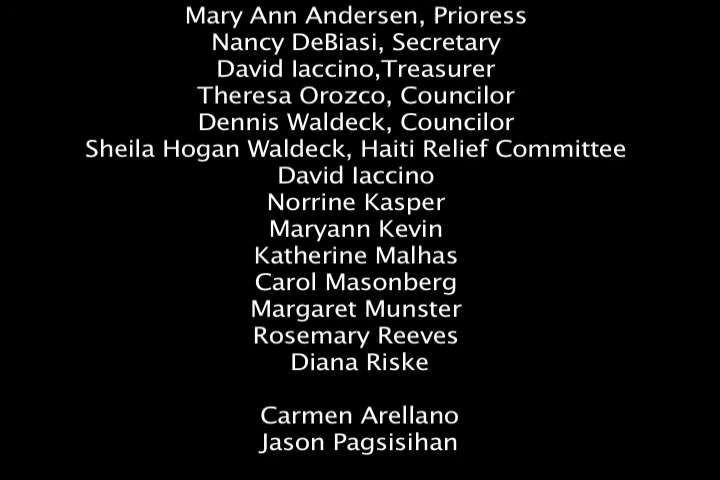 Mary Ann Andersen, Prioress
Nancy DeBiasi, Secretary
David Iaccino,Treasurer
Theresa Orozco, Councilor
Dennis Waldeck, Councilor
Sheila Hogan Waldeck, Haiti Relief Committee
David Iaccino
Norrine Kasper
Maryann Kevin
Katherine Malhas
Carol Masonberg
Margaret Munster
Rosemary Reeves
Diana Riske
Carmen Arellano
Jason Pagsisihan